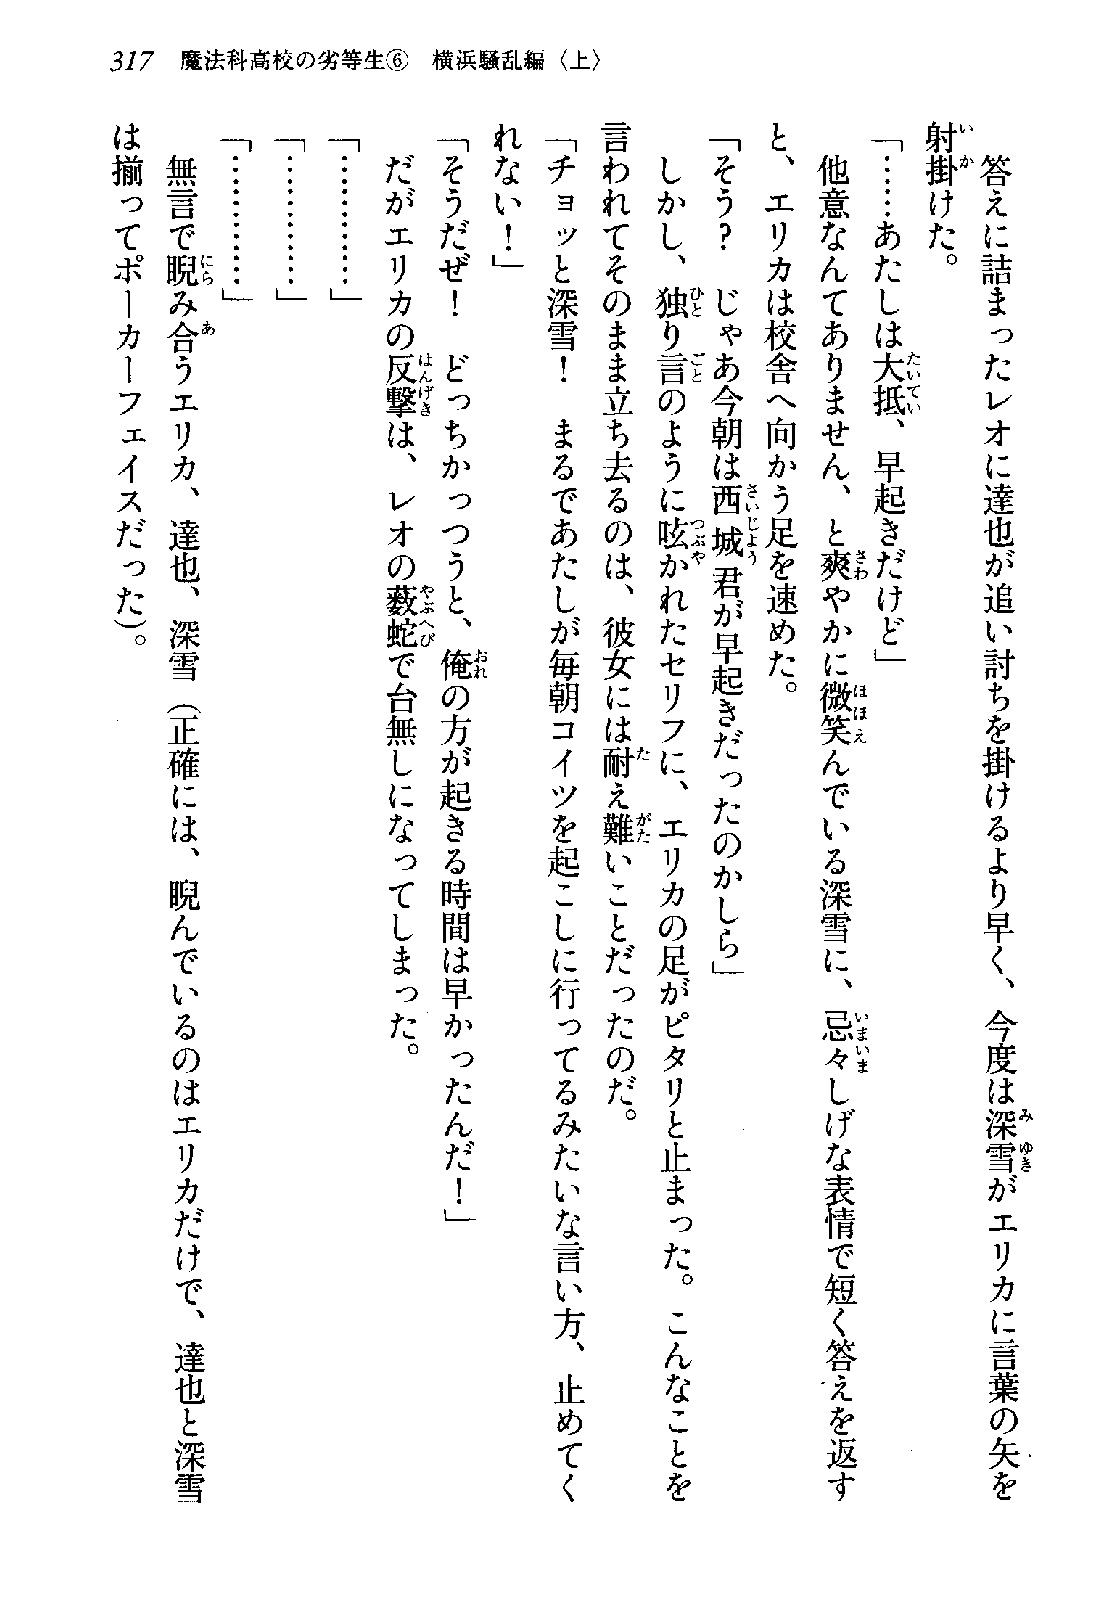 317 魔法科高校の劣等生⑥ 横浜騒乱編〈上〉
　答えに詰まったレオに達也が追い討ちを掛けるより早く、今度は深雪がエリカに言葉の矢を
射掛けた。
「……あたしは大抵、早起きだけど」
　他意なんてありません、と爽やかに微笑んでいる深雪に、忌々しげな表情で短く答えを返す
と、エリカは校舎へ向かう足を速めた。
「そう？　じゃあ今朝は西城君が早起きだったのかしら」
　しかし、独り言のように呟かれたセリフに、エリカの足がピタリと止まった。こんなことを
言われてそのまま立ち去るのは、彼女には耐え難いことだったのだ。
「チョッと深雪！　まるであたしが毎朝コイツを起こしに行ってるみたいな言い方、止めてく
れない！」
「そうだぜ！　どっちかっつうと、俺の方が起きる時間は早かったんだ！」
　だがエリカの反撃は、レオの薮蛇で台無しになってしまった。
「…………」
「…………」
「…………」
　無言で睨み合うエリカ、達也、深雪（正確には、睨んでいるのはエリカだけで、達也と深雪
は揃ってポーカーフェイスだった）。